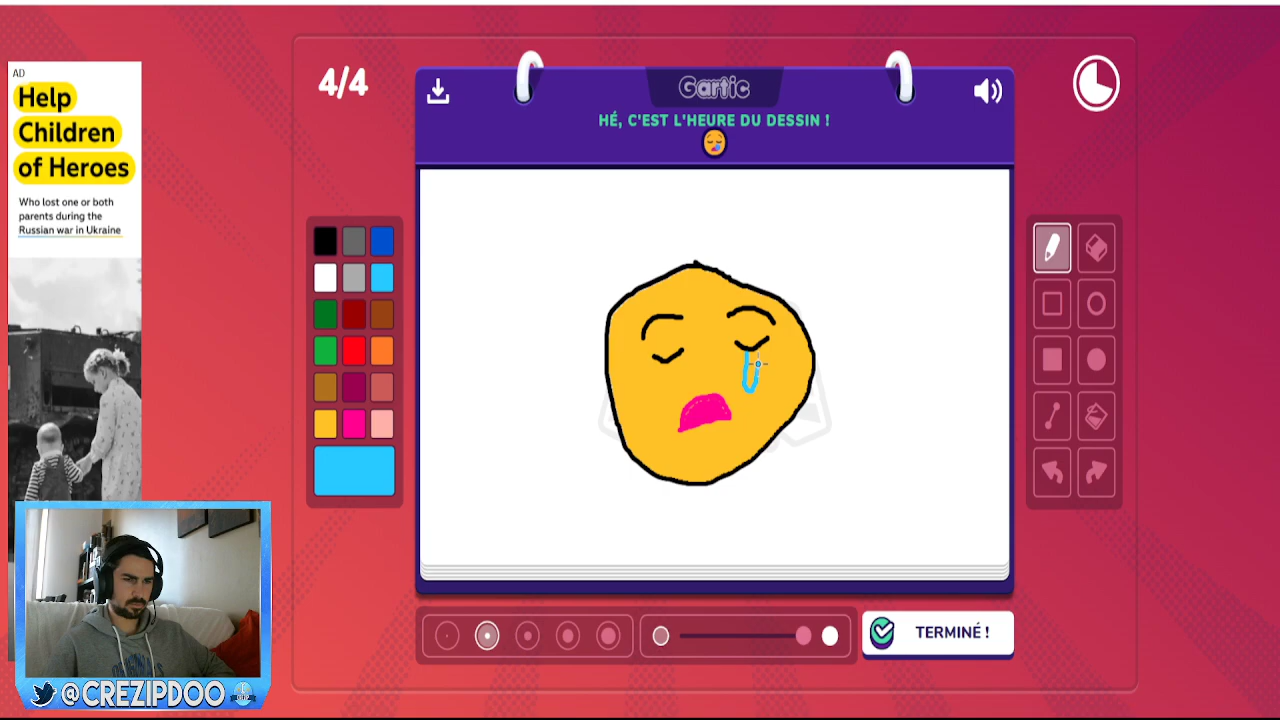 AD
Help
Children
of Heroes
Who lost one or both
parents during the
Russian war in Ukraine
4/4
Gartic
HÉ, C'EST L'HEURE DU DESSIN !
TERMINÉ !
@CREZIPDOO